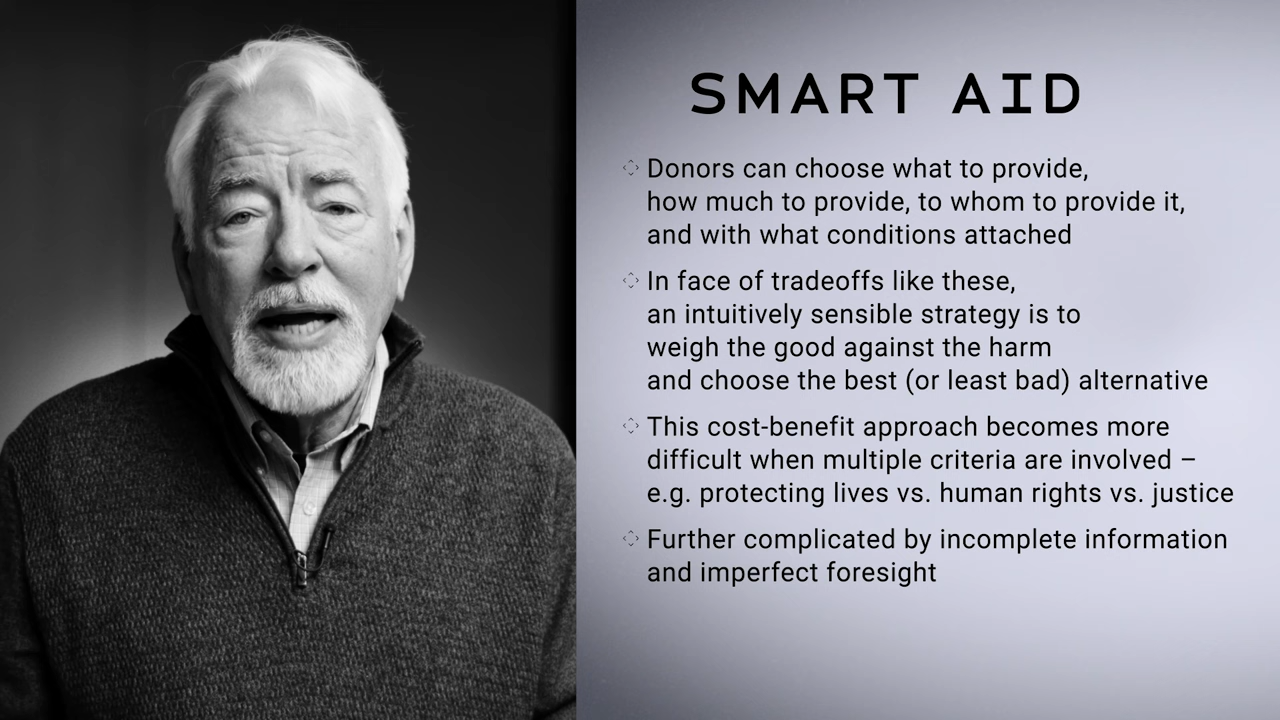 SMART AID
Donors can choose what to provide,
how much to provide, to whom to provide it,
and with what conditions attached
In face of tradeoffs like these,
an intuitively sensible strategy is to
weigh the good against the harm
and choose the best (or least bad) alternative
This cost-benefit approach becomes more
difficult when multiple criteria are involved –
e.g. protecting lives vs. human rights vs. justice
Further complicated by incomplete information
and imperfect foresight